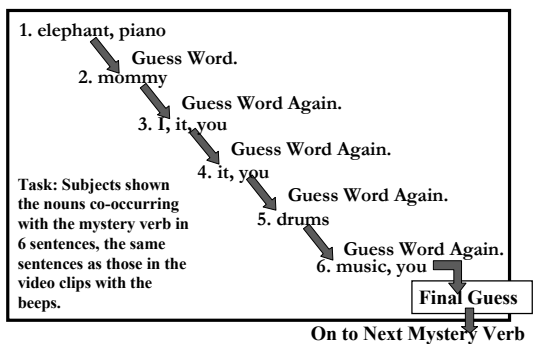 1. elephant, piano
Guess Word.
2. mommy
Guess Word Again.
3. I, it, you
Guess Word Again.
4. it, you
Guess Word Again.
5. drums
Guess Word Again.
6. music, you
Task: Subjects shown
the nouns co-occurring
with the mystery verb in
6 sentences, the same
sentences as those in the
video clips with the
beeps.
Final Guess
On to Next Mystery Verb